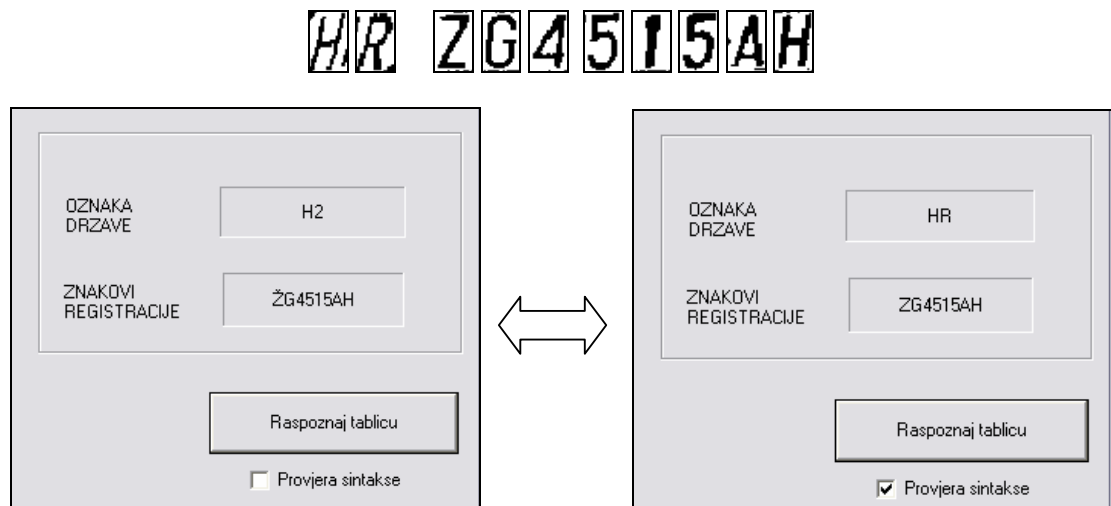 HR ZG4515AH
OZNAKA
DRZAVE
H2
ZNAKOVI
REGISTRACIJE
ŽG4515AH
Raspoznaj tablicu
Provjera sintakse
OZNAKA
DRZAVE
HR
ZNAKOVI
REGISTRACIJE
ZG4515AH
Raspoznaj tablicu
Provjera sintakse